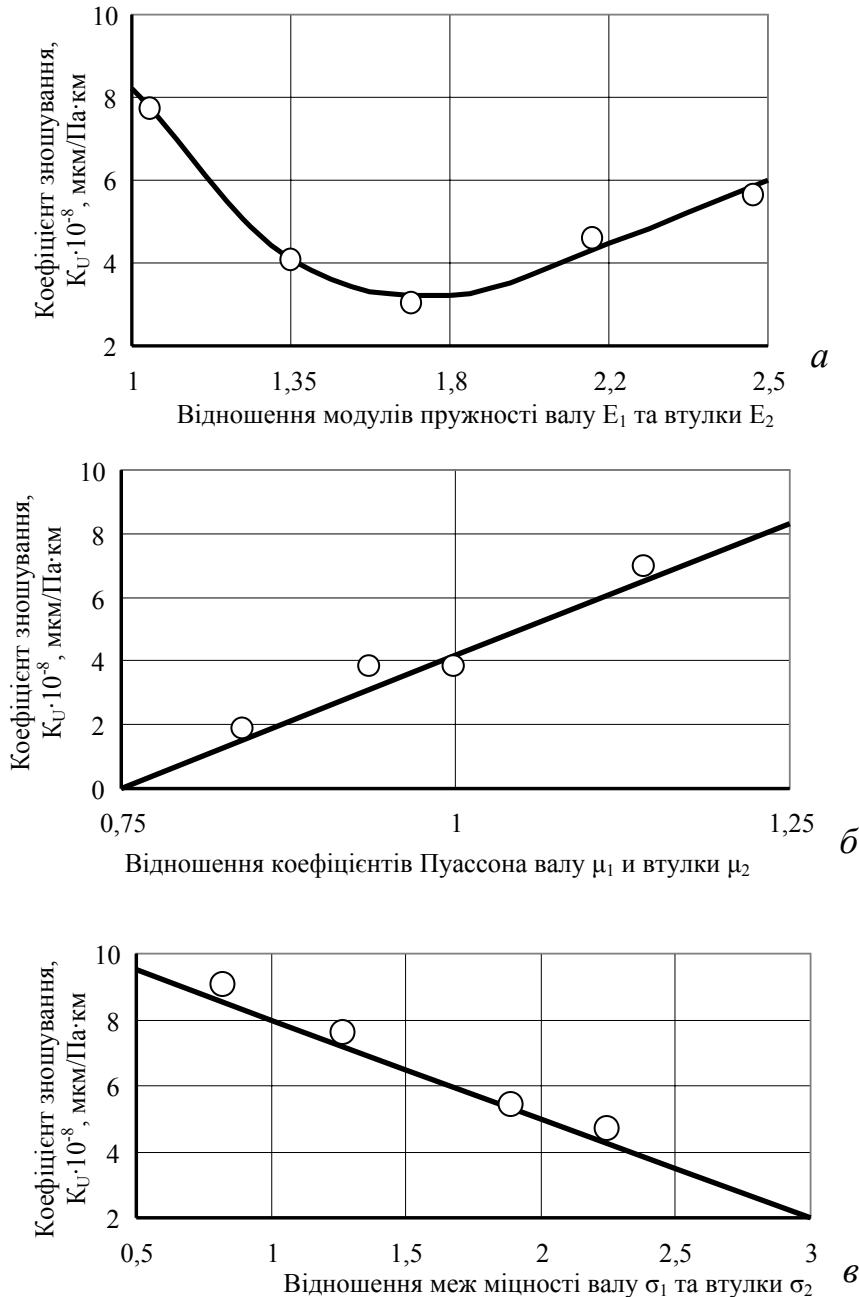 Коефіцієнт зношування,
K_U·10^-8, мкм/Па·км
10
8
6
4
2
1
1,35
1,8
2,2
2,5
а
Відношення модулів пружності валу E₁ та втулки E₂
Коефіцієнт зношування,
K_U·10^-8, мкм/Па·км
10
8
6
4
2
0
0,75
1
1,25
б
Відношення коефіцієнтів Пуассона валу μ₁ и втулки μ₂
Коефіцієнт зношування,
K_U·10^-8, мкм/Па·км
10
8
6
4
2
0,5
1
1,5
2
2,5
3
в
Відношення меж міцності валу σ₁ та втулки σ₂